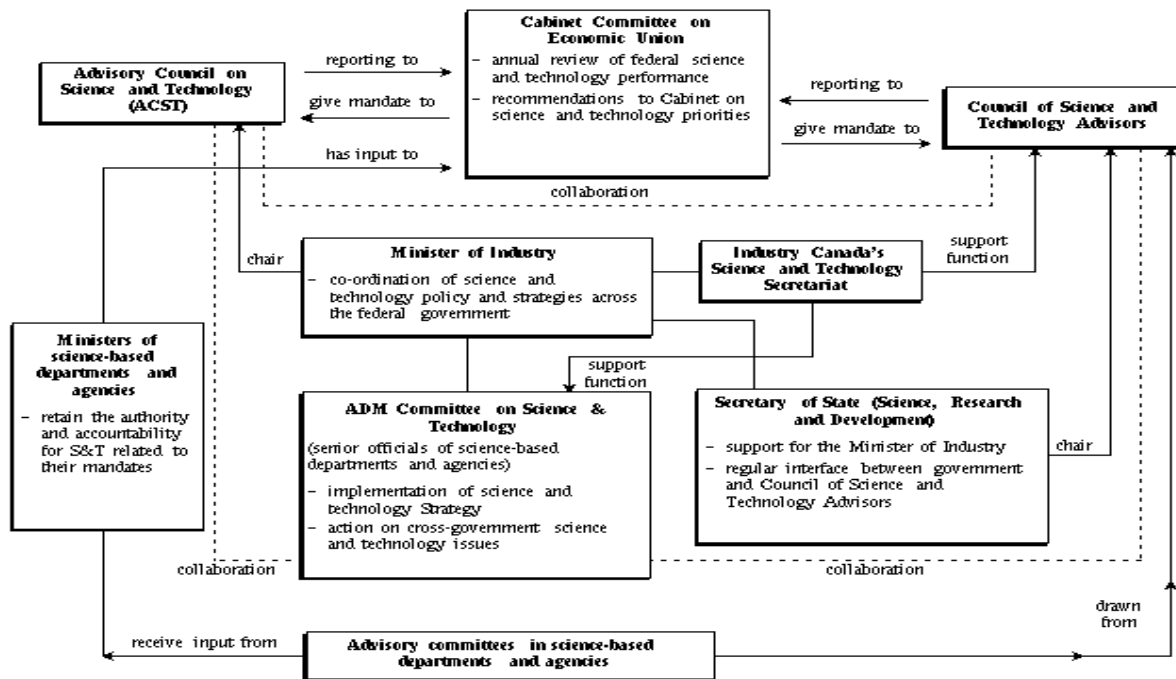 Cabinet Committee on
Economic Union
– annual review of federal science
and technology performance
– recommendations to Cabinet on
science and technology priorities
Advisory Council on
Science and Technology
(ACST)
reporting to
give mandate to
has input to
reporting to
give mandate to
Council of Science and
Technology Advisors
collaboration
chair
Minister of Industry
– co-ordination of science and
technology policy and strategies across
the federal government
Industry Canada's
Science and Technology
Secretariat
support
function
Ministers of
science-based
departments and
agencies
– retain the authority
and accountability
for S&T related to
their mandates
support
function
ADM Committee on Science &
Technology
(senior officials of science-based
departments and agencies)
– implementation of science and
technology Strategy
– action on cross-government science
and technology issues
Secretary of State (Science, Research
and Development)
– support for the Minister of Industry
– regular interface between government
and Council of Science and
Technology Advisors
chair
collaboration
collaboration
drawn
from
receive input from
Advisory committees in science-based
departments and agencies